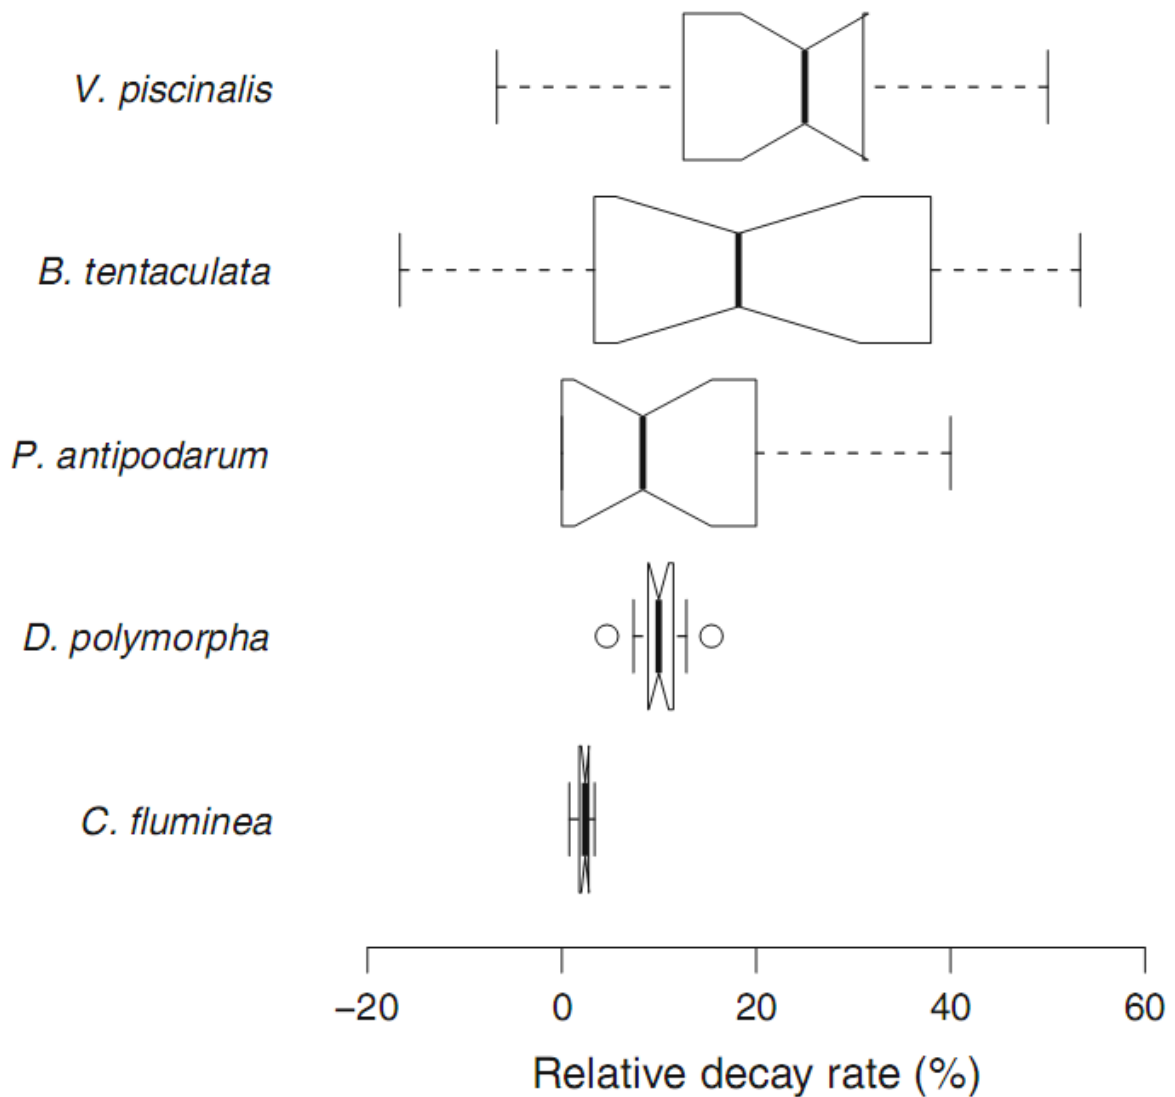 V. piscinalis
B. tentaculata
P. antipodarum
D. polymorpha
C. fluminea
−20 0 20 40 60
Relative decay rate (%)